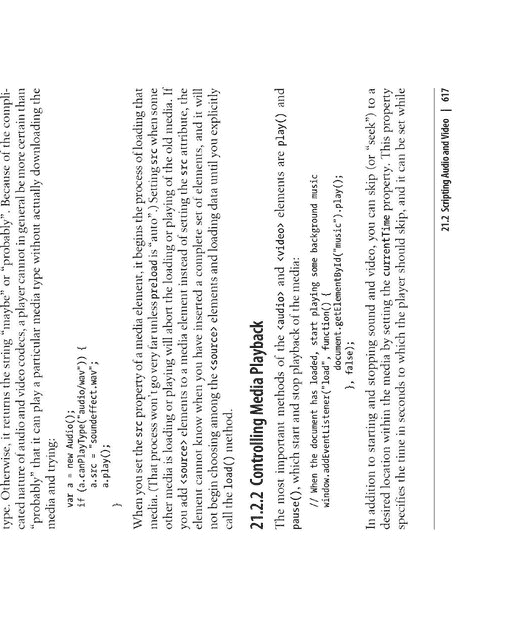 type. Otherwise, it returns the string “maybe” or “probably”. Because of the compli-
cated nature of audio and video codecs, a player cannot in general be more certain than
“probably” that it can play a particular media type without actually downloading the
media and trying:
var a = new Audio();
if (a.canPlayType("audio/wav")) {
a.src = "soundeffect.wav";
a.play();
}
When you set the src property of a media element, it begins the process of loading that
media. (That process won’t go very far unless preload is “auto”.) Setting src when some
other media is loading or playing will abort the loading or playing of the old media. If
you add <source> elements to a media element instead of setting the src attribute, the
element cannot know when you have inserted a complete set of elements, and it will
not begin choosing among the <source> elements and loading data until you explicitly
call the load() method.
21.2.2 Controlling Media Playback
The most important methods of the <audio> and <video> elements are play() and
pause(), which start and stop playback of the media:
// When the document has loaded, start playing some background music
window.addEventListener("load", function() {
document.getElementById("music").play();
}, false);
In addition to starting and stopping sound and video, you can skip (or “seek”) to a
desired location within the media by setting the currentTime property. This property
specifies the time in seconds to which the player should skip, and it can be set while
21.2 Scripting Audio and Video | 617